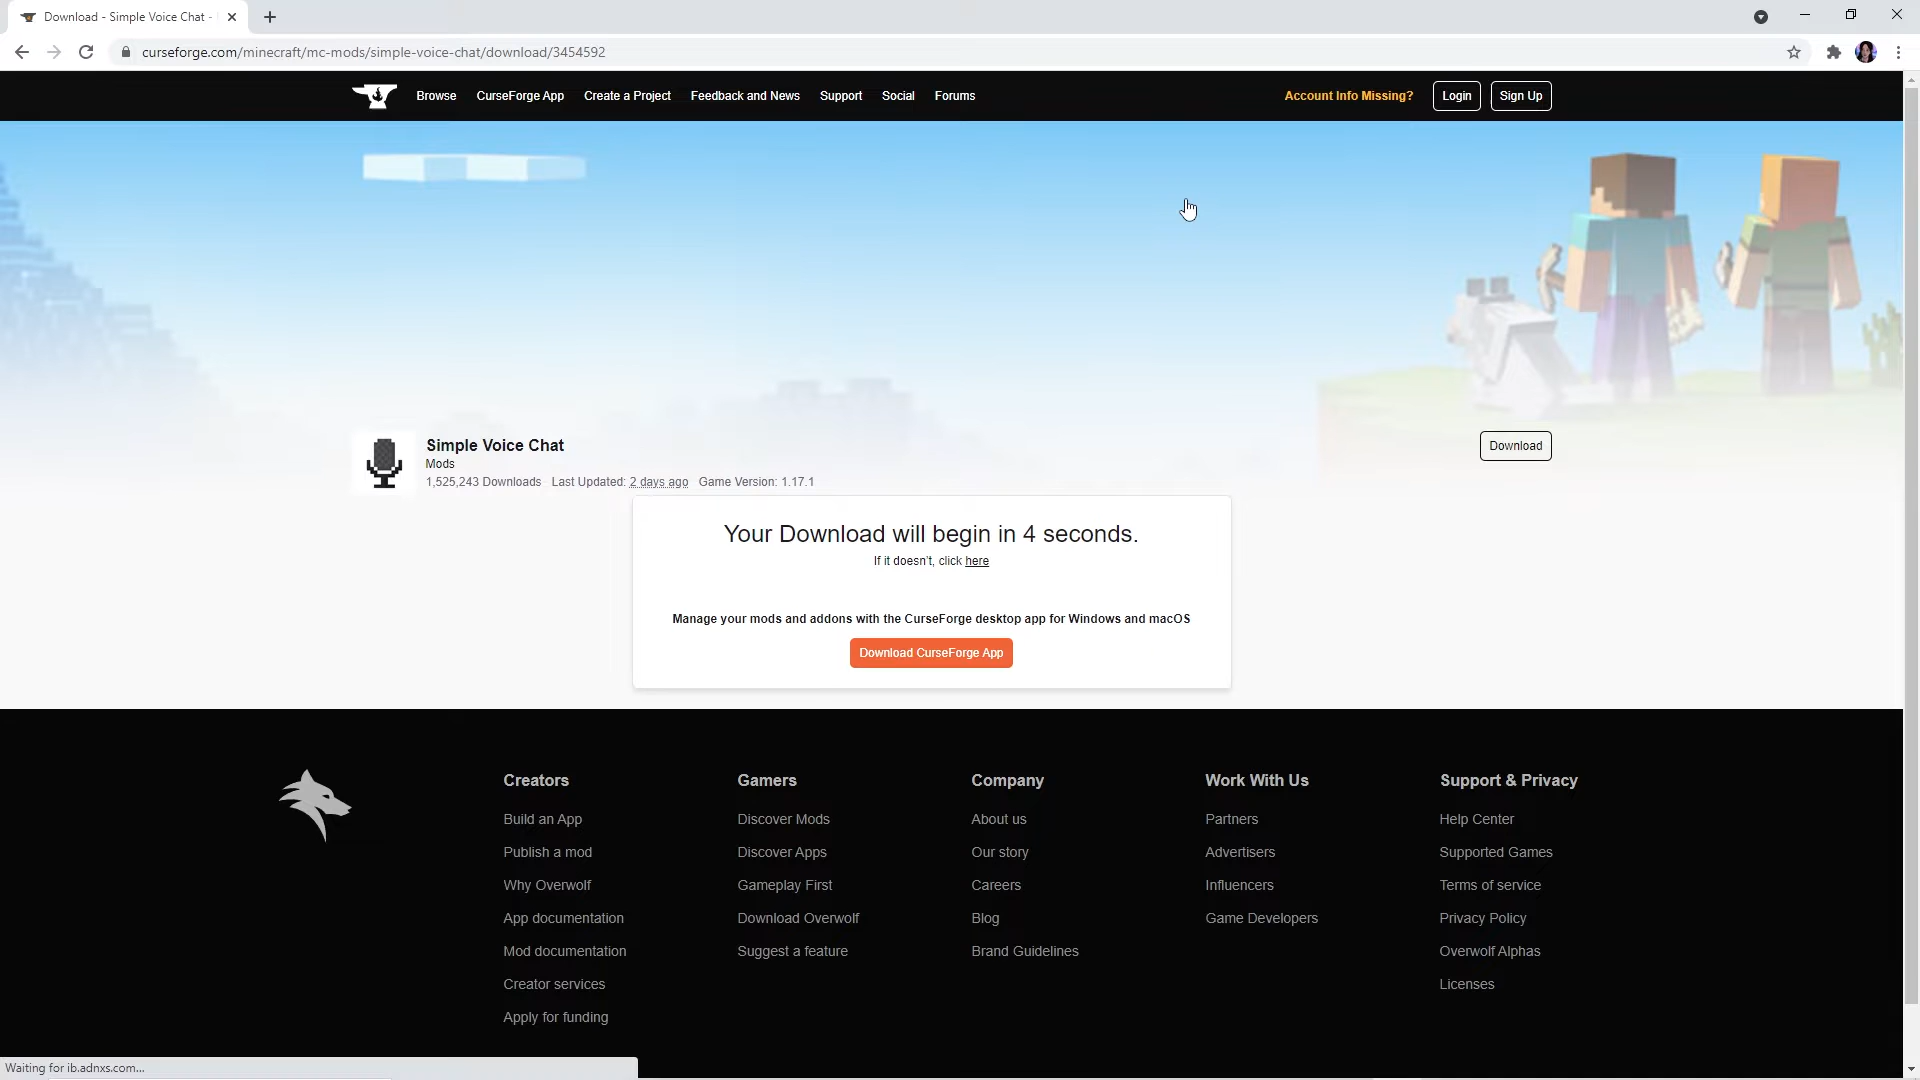 Download - Simple Voice Chat -
curseforge.com/minecraft/mc-mods/simple-voice-chat/download/3454592
Browse CurseForge App Create a Project Feedback and News Support Social Forums Account Info Missing? Login Sign Up
Simple Voice Chat
Mods
1,525,243 Downloads Last Updated: 2 days ago Game Version: 1.17.1
Download
Your Download will begin in 4 seconds.
If it doesn't, click here
Manage your mods and addons with the CurseForge desktop app for Windows and macOS
Download CurseForge App
Creators
Build an App
Publish a mod
Why Overwolf
App documentation
Mod documentation
Creator services
Apply for funding
Gamers
Discover Mods
Discover Apps
Gameplay First
Download Overwolf
Suggest a feature
Company
About us
Our story
Careers
Blog
Brand Guidelines
Work With Us
Partners
Advertisers
Influencers
Game Developers
Support & Privacy
Help Center
Supported Games
Terms of service
Privacy Policy
Overwolf Alphas
Licenses
Waiting for ib.adnxs.com...